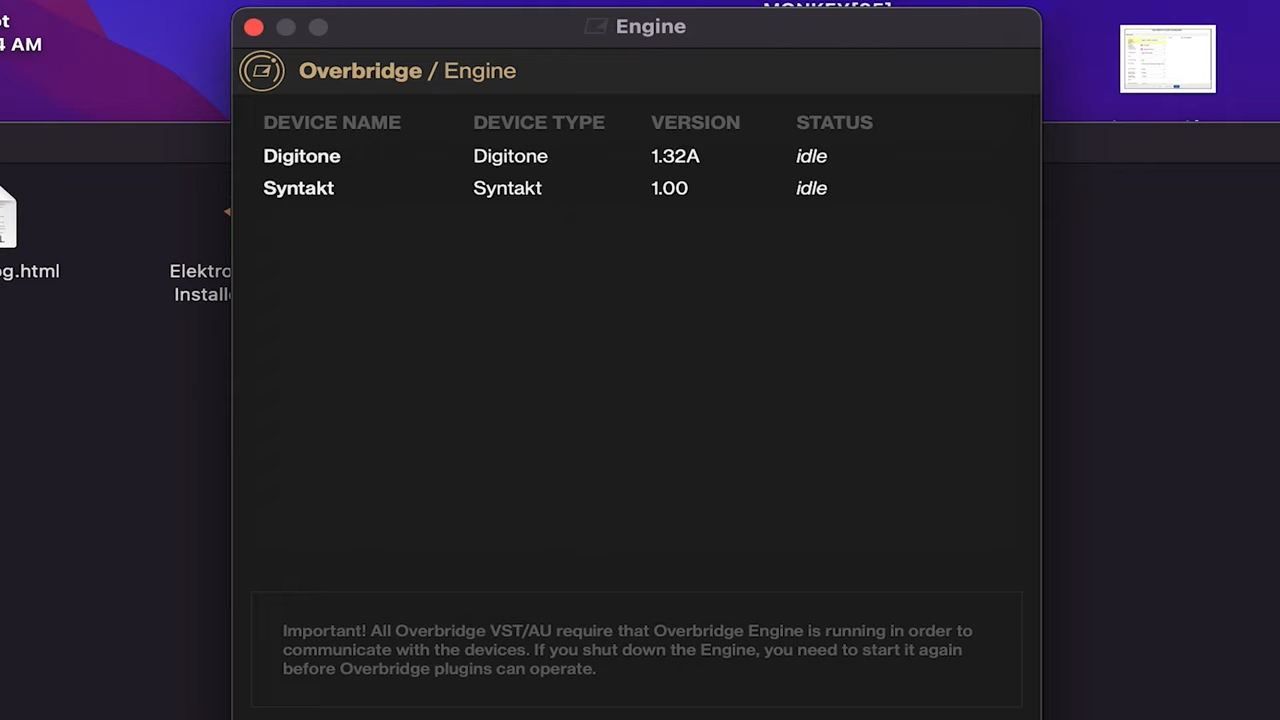 Engine
4 AM
Overbridge / Engine
DEVICE NAME DEVICE TYPE VERSION STATUS
Digitone Digitone 1.32A idle
Syntakt Syntakt 1.00 idle
og.html
Elektro
Install
Important! All Overbridge VST/AU require that Overbridge Engine is running in order to
communicate with the devices. If you shut down the Engine, you need to start it again
before Overbridge plugins can operate.